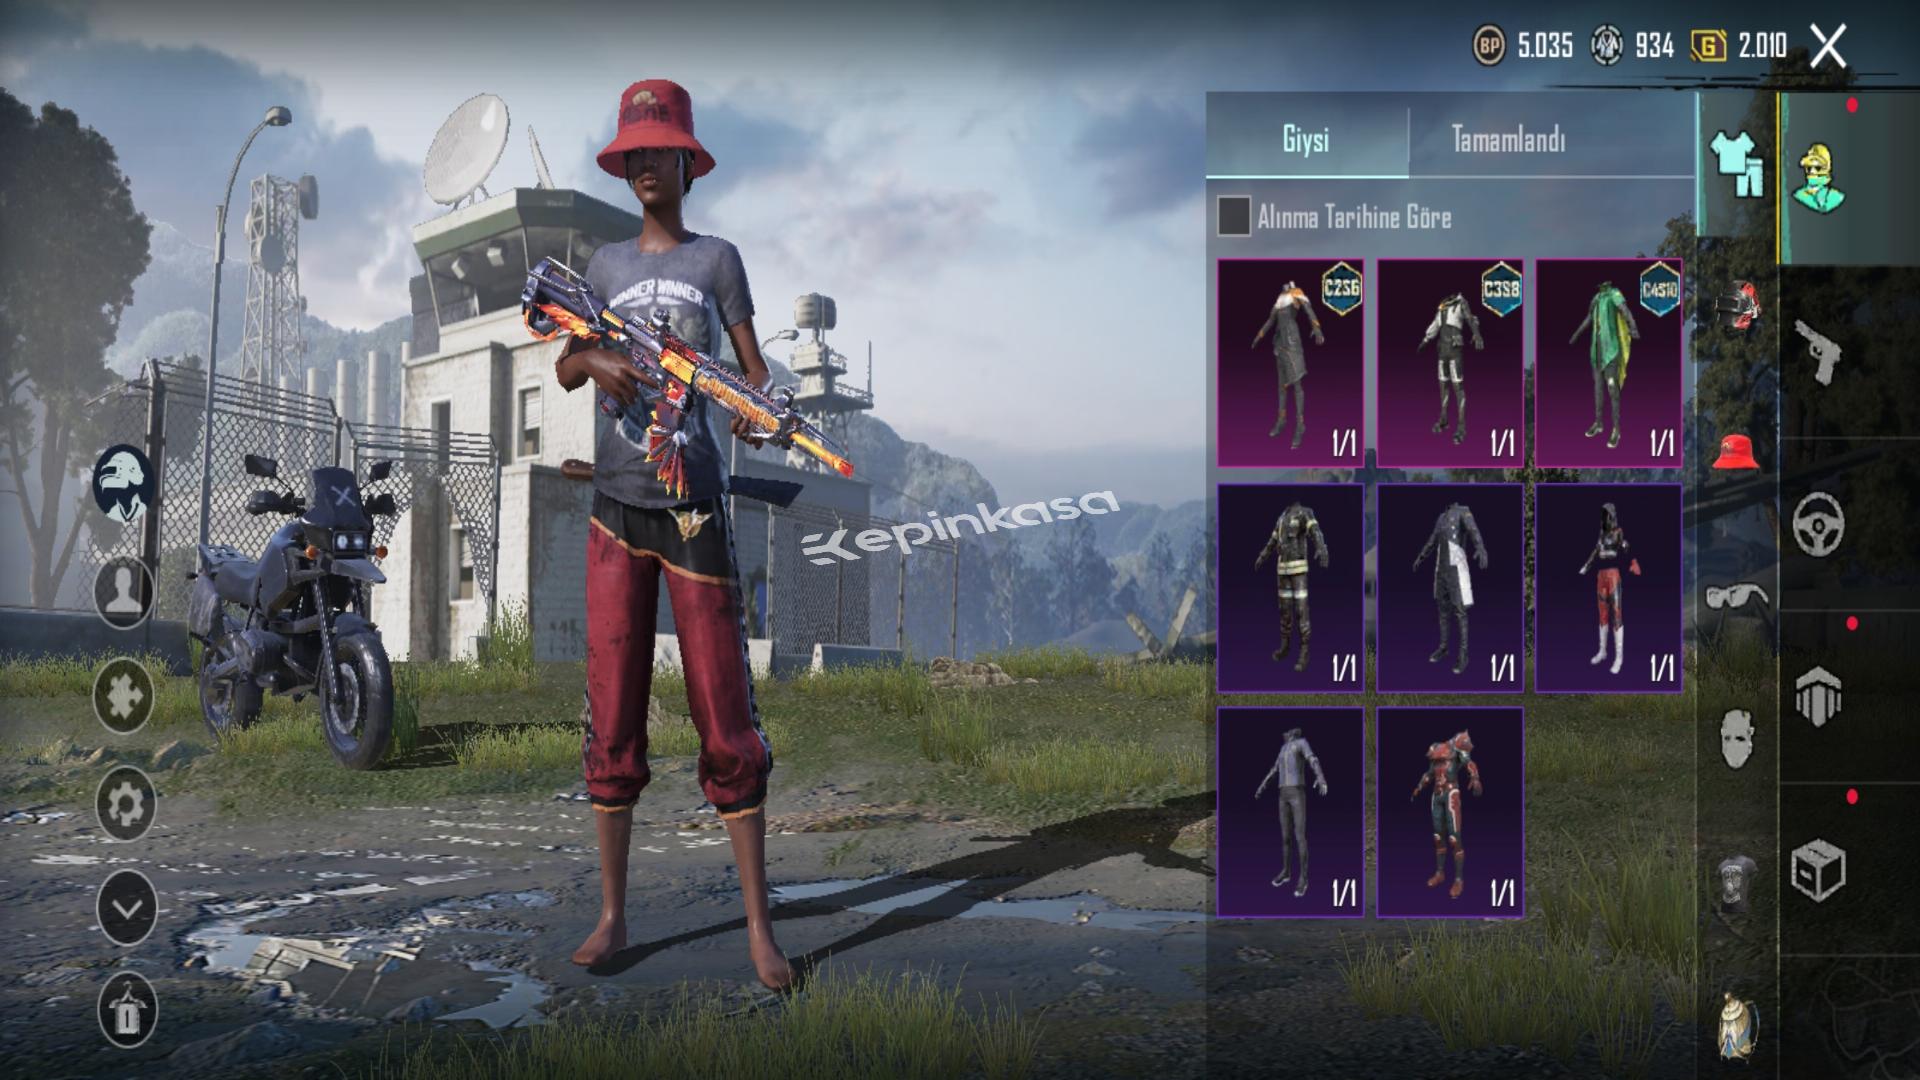 BP 5.035 934 G 2.010
Giysi Tamamlandı
Alınma Tarihine Göre
C2S6 C3S8 C4S10
1/1 1/1 1/1
1/1 1/1 1/1
1/1 1/1
WINNER WINNER
epinkasa